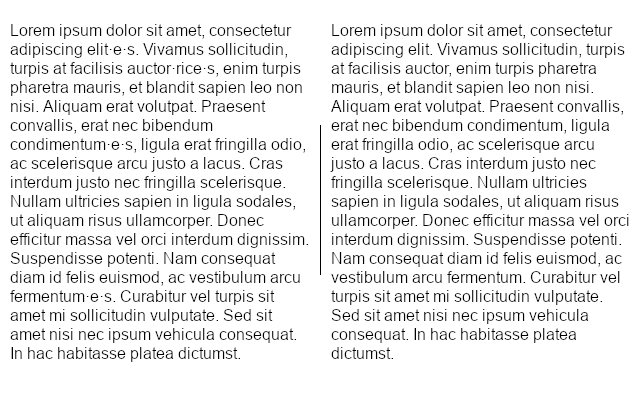 Lorem ipsum dolor sit amet, consectetur
adipiscing elit·e·s. Vivamus sollicitudin,
turpis at facilisis auctor·rice·s, enim turpis
pharetra mauris, et blandit sapien leo non
nisi. Aliquam erat volutpat. Praesent
convallis, erat nec bibendum
condimentum·e·s, ligula erat fringilla odio,
ac scelerisque arcu justo a lacus. Cras
interdum justo nec fringilla scelerisque.
Nullam ultricies sapien in ligula sodales,
ut aliquam risus ullamcorper. Donec
efficitur massa vel orci interdum dignissim.
Suspendisse potenti. Nam consequat
diam id felis euismod, ac vestibulum arcu
fermentum·e·s. Curabitur vel turpis sit
amet mi sollicitudin vulputate. Sed sit
amet nisi nec ipsum vehicula consequat.
In hac habitasse platea dictumst.
Lorem ipsum dolor sit amet, consectetur
adipiscing elit. Vivamus sollicitudin, turpis
at facilisis auctor, enim turpis pharetra
mauris, et blandit sapien leo non nisi.
Aliquam erat volutpat. Praesent convallis,
erat nec bibendum condimentum, ligula
erat fringilla odio, ac scelerisque arcu
justo a lacus. Cras interdum justo nec
fringilla scelerisque. Nullam ultricies
sapien in ligula sodales, ut aliquam risus
ullamcorper. Donec efficitur massa vel orci
interdum dignissim. Suspendisse potenti.
Nam consequat diam id felis euismod, ac
vestibulum arcu fermentum. Curabitur vel
turpis sit amet mi sollicitudin vulputate.
Sed sit amet nisi nec ipsum vehicula
consequat. In hac habitasse platea
dictumst.